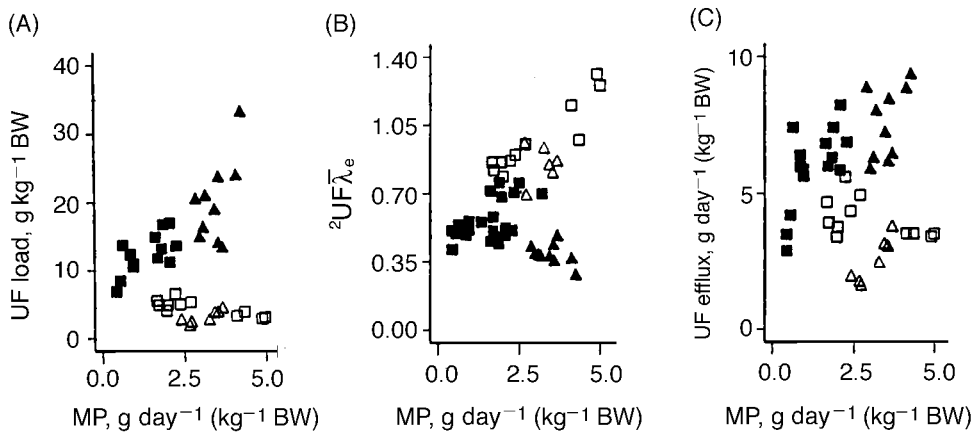 (A)
UF load, g kg⁻¹ BW
40
30
20
10
0
0.0 2.5 5.0
MP, g day⁻¹ (kg⁻¹ BW)
(B)
²UFλ̄e
1.40
1.05
0.70
0.35
0.00
0.0 2.5 5.0
MP, g day⁻¹ (kg⁻¹ BW)
(C)
UF efflux, g day⁻¹ (kg⁻¹ BW)
10
5
0
0.0 2.5 5.0
MP, g day⁻¹ (kg⁻¹ BW)